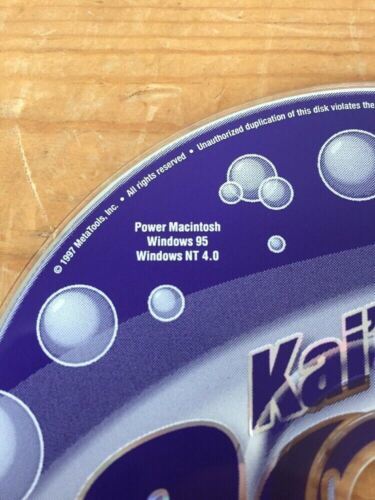 © 1997 MetaTools, Inc. • All rights reserved • Unauthorized duplication of this disk violates the
Power Macintosh
Windows 95
Windows NT 4.0
Kai'